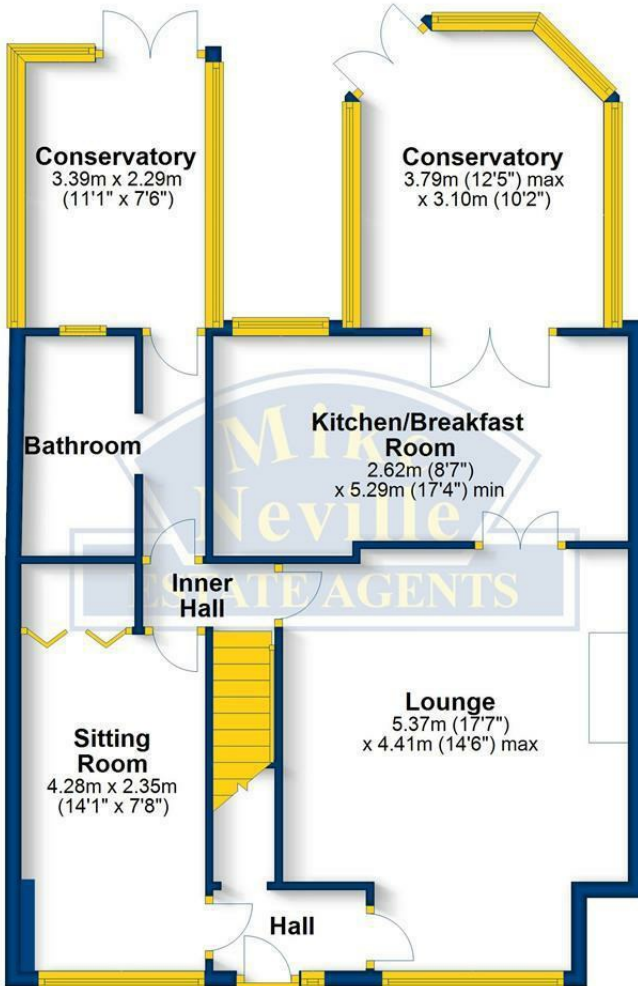 Conservatory
3.39m x 2.29m
(11'1" x 7'6")
Conservatory
3.79m (12'5") max
x 3.10m (10'2")
Bathroom
Kitchen/Breakfast
Room
2.62m (8'7")
x 5.29m (17'4") min
Mike
Neville
ESTATE AGENTS
Inner
Hall
Lounge
5.37m (17'7")
x 4.41m (14'6") max
Sitting
Room
4.28m x 2.35m
(14'1" x 7'8")
Hall